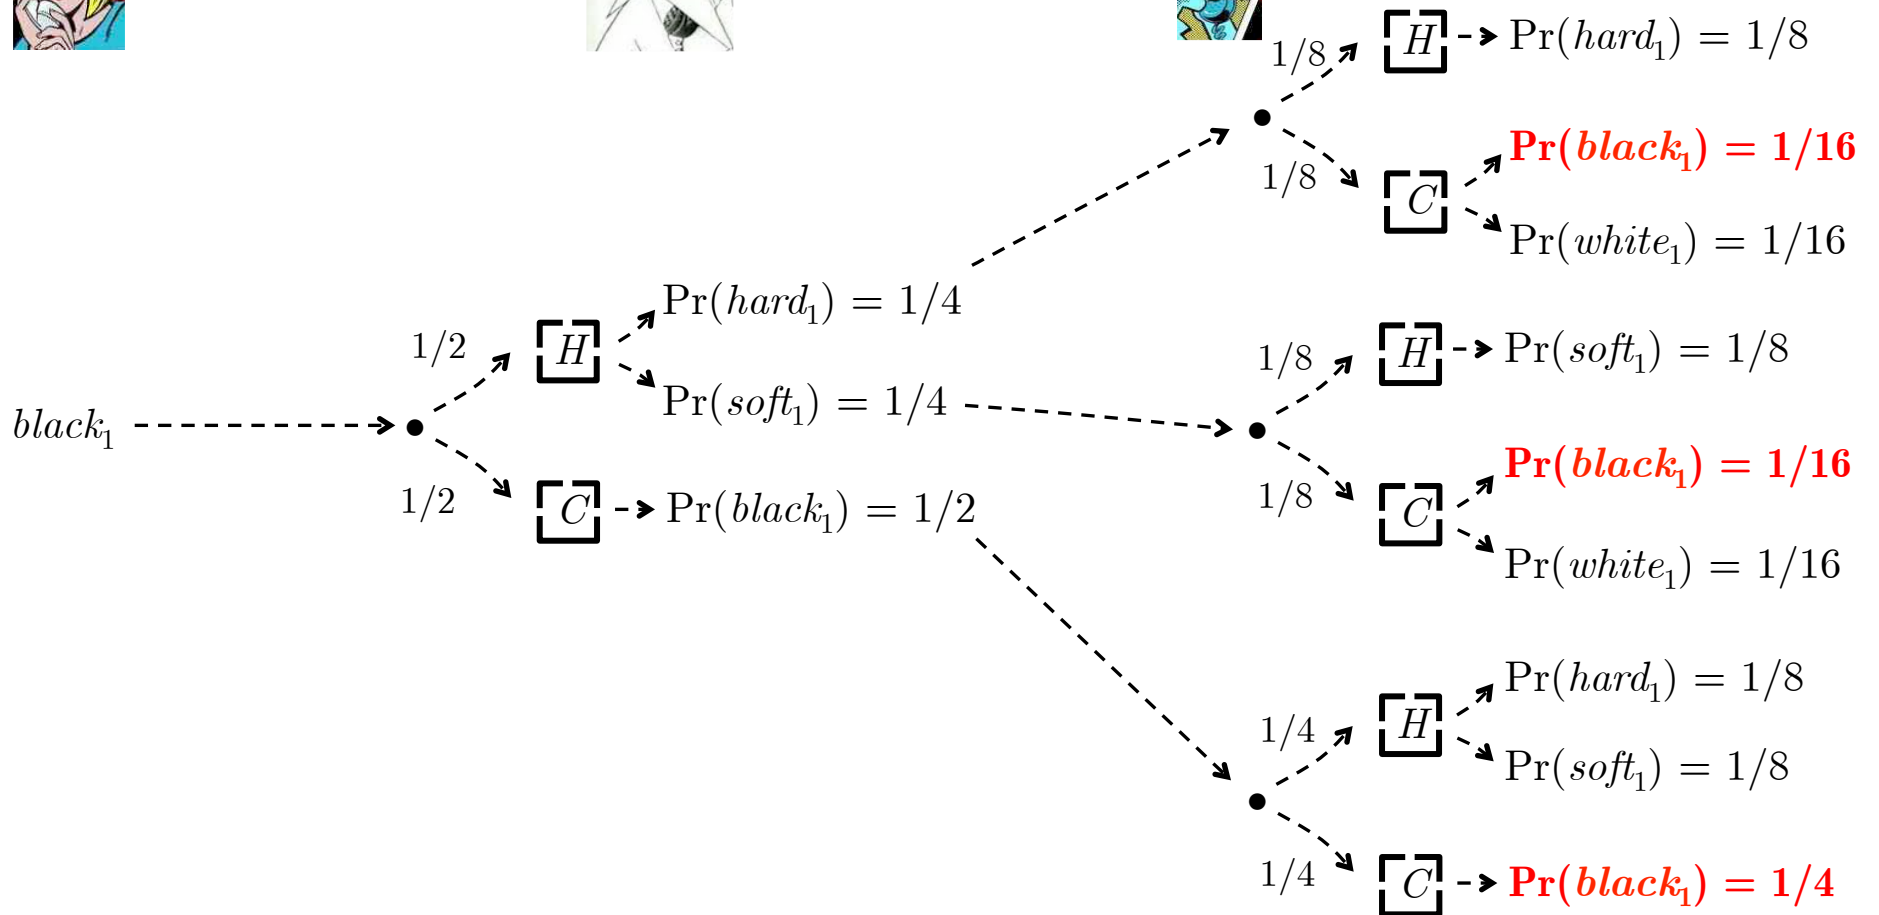 1/8
H
Pr(hard₁) = 1/8
1/8
C
Pr(black₁) = 1/16
Pr(white₁) = 1/16
black₁
1/2
H
Pr(hard₁) = 1/4
Pr(soft₁) = 1/4
1/2
C
Pr(black₁) = 1/2
1/8
H
Pr(soft₁) = 1/8
1/8
C
Pr(black₁) = 1/16
Pr(white₁) = 1/16
1/4
H
Pr(hard₁) = 1/8
Pr(soft₁) = 1/8
1/4
C
Pr(black₁) = 1/4